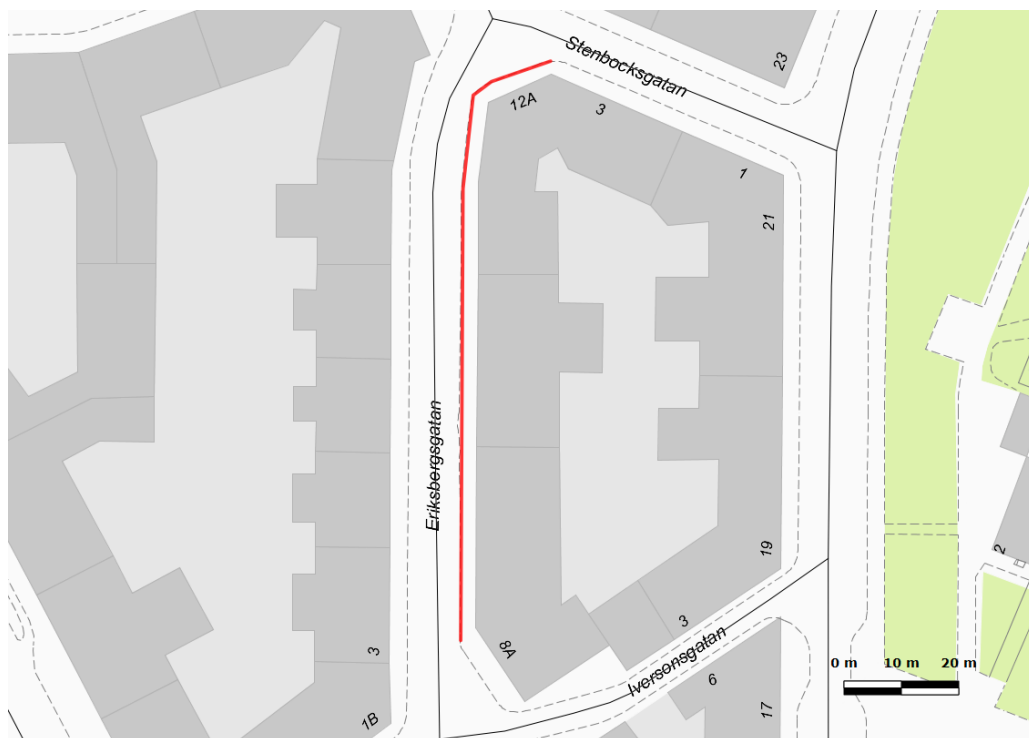 Stenbocksgatan
23
12A
3
1
21
Eriksbergsgatan
19
2
3
8A
3
Iversonsgatan
6
17
1B
0 m 10 m 20 m